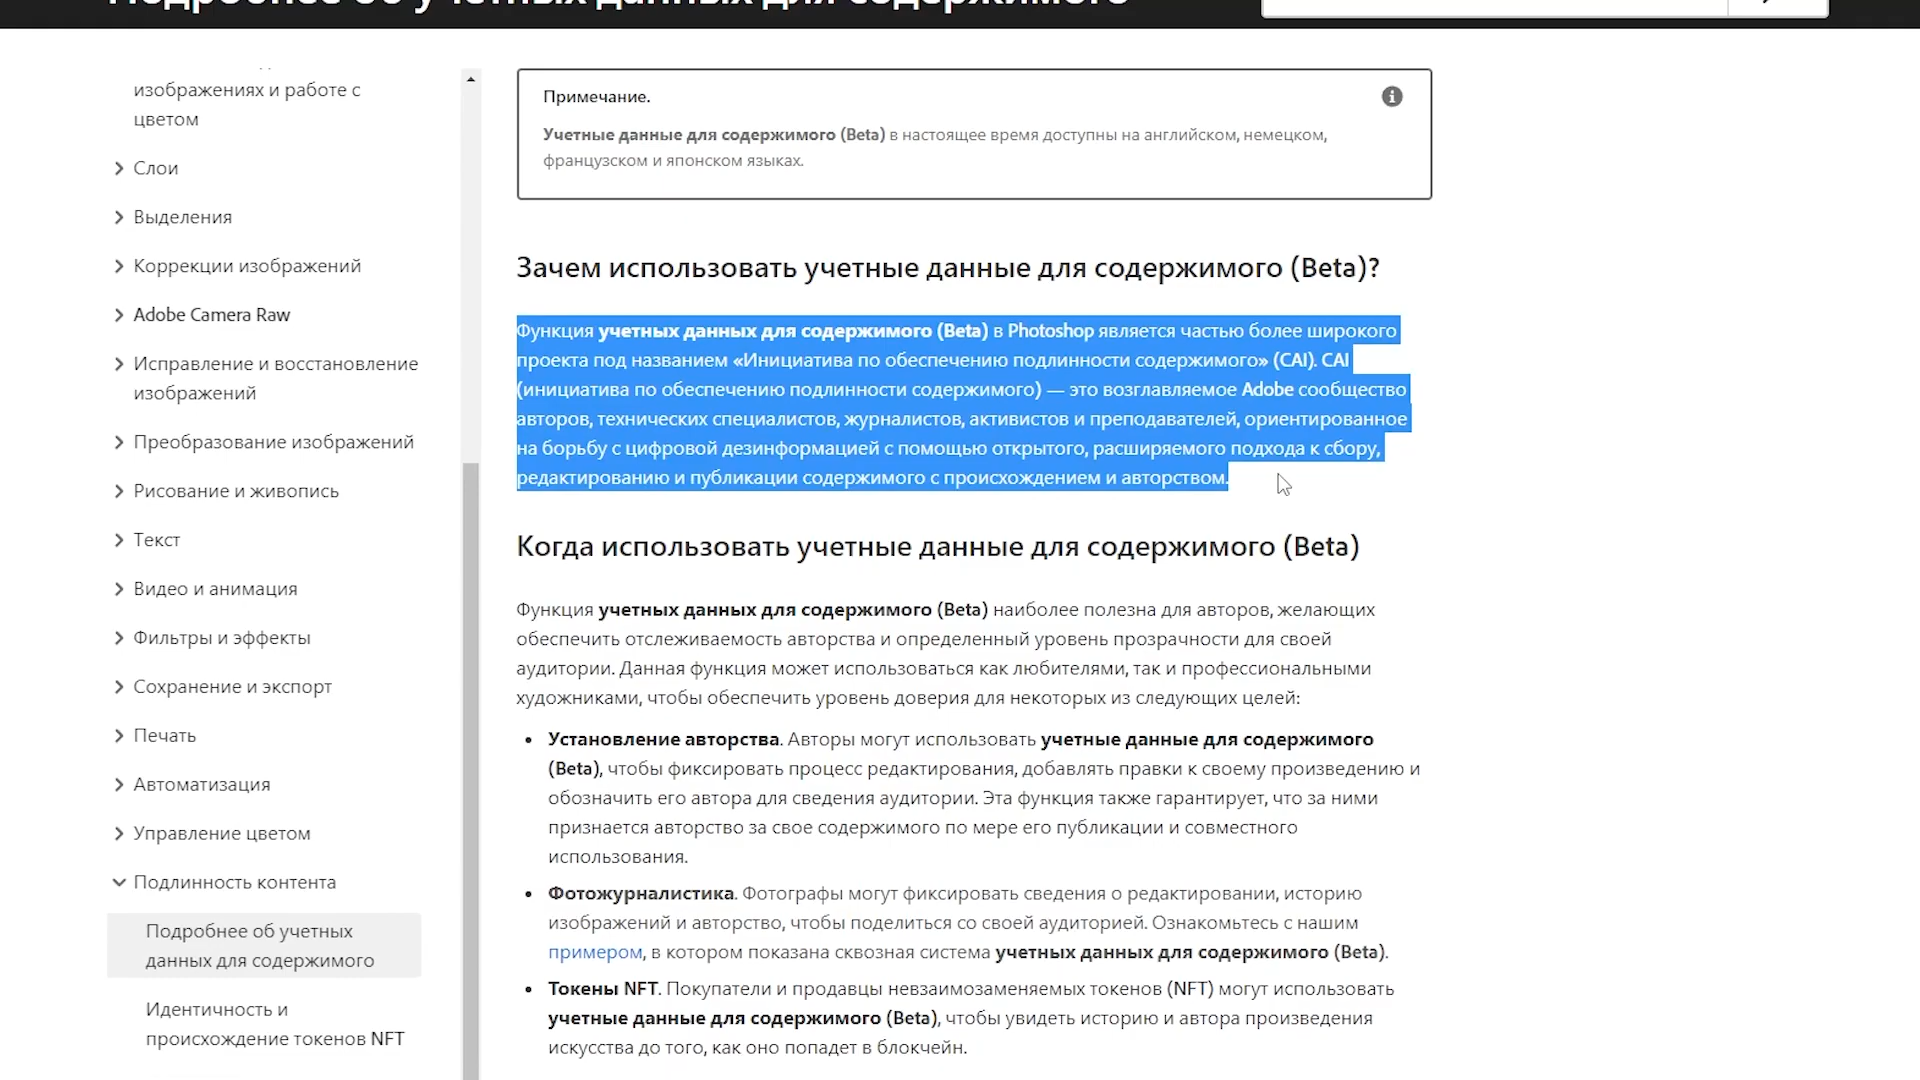 Подробнее об учетных данных для содержимого
изображениях и работе с
цветом
Слои
Выделения
Коррекции изображений
Adobe Camera Raw
Исправление и восстановление
изображений
Преобразование изображений
Рисование и живопись
Текст
Видео и анимация
Фильтры и эффекты
Сохранение и экспорт
Печать
Автоматизация
Управление цветом
Подлинность контента
Подробнее об учетных
данных для содержимого
Идентичность и
происхождение токенов NFT
Примечание.
Учетные данные для содержимого (Beta) в настоящее время доступны на английском, немецком,
французском и японском языках.
Зачем использовать учетные данные для содержимого (Beta)?
Функция учетных данных для содержимого (Beta) в Photoshop является частью более широкого
проекта под названием «Инициатива по обеспечению подлинности содержимого» (CAI). CAI
(инициатива по обеспечению подлинности содержимого) — это возглавляемое Adobe сообщество
авторов, технических специалистов, журналистов, активистов и преподавателей, ориентированное
на борьбу с цифровой дезинформацией с помощью открытого, расширяемого подхода к сбору,
редактированию и публикации содержимого с происхождением и авторством.
Когда использовать учетные данные для содержимого (Beta)
Функция учетных данных для содержимого (Beta) наиболее полезна для авторов, желающих
обеспечить отслеживаемость авторства и определенный уровень прозрачности для своей
аудитории. Данная функция может использоваться как любителями, так и профессиональными
художниками, чтобы обеспечить уровень доверия для некоторых из следующих целей:
Установление авторства. Авторы могут использовать учетные данные для содержимого
(Beta), чтобы фиксировать процесс редактирования, добавлять правки к своему произведению и
обозначить его автора для сведения аудитории. Эта функция также гарантирует, что за ними
признается авторство за свое содержимого по мере его публикации и совместного
использования.
Фотожурналистика. Фотографы могут фиксировать сведения о редактировании, историю
изображений и авторство, чтобы поделиться со своей аудиторией. Ознакомьтесь с нашим
примером, в котором показана сквозная система учетных данных для содержимого (Beta).
Токены NFT. Покупатели и продавцы невзаимозаменяемых токенов (NFT) могут использовать
учетные данные для содержимого (Beta), чтобы увидеть историю и автора произведения
искусства до того, как оно попадет в блокчейн.